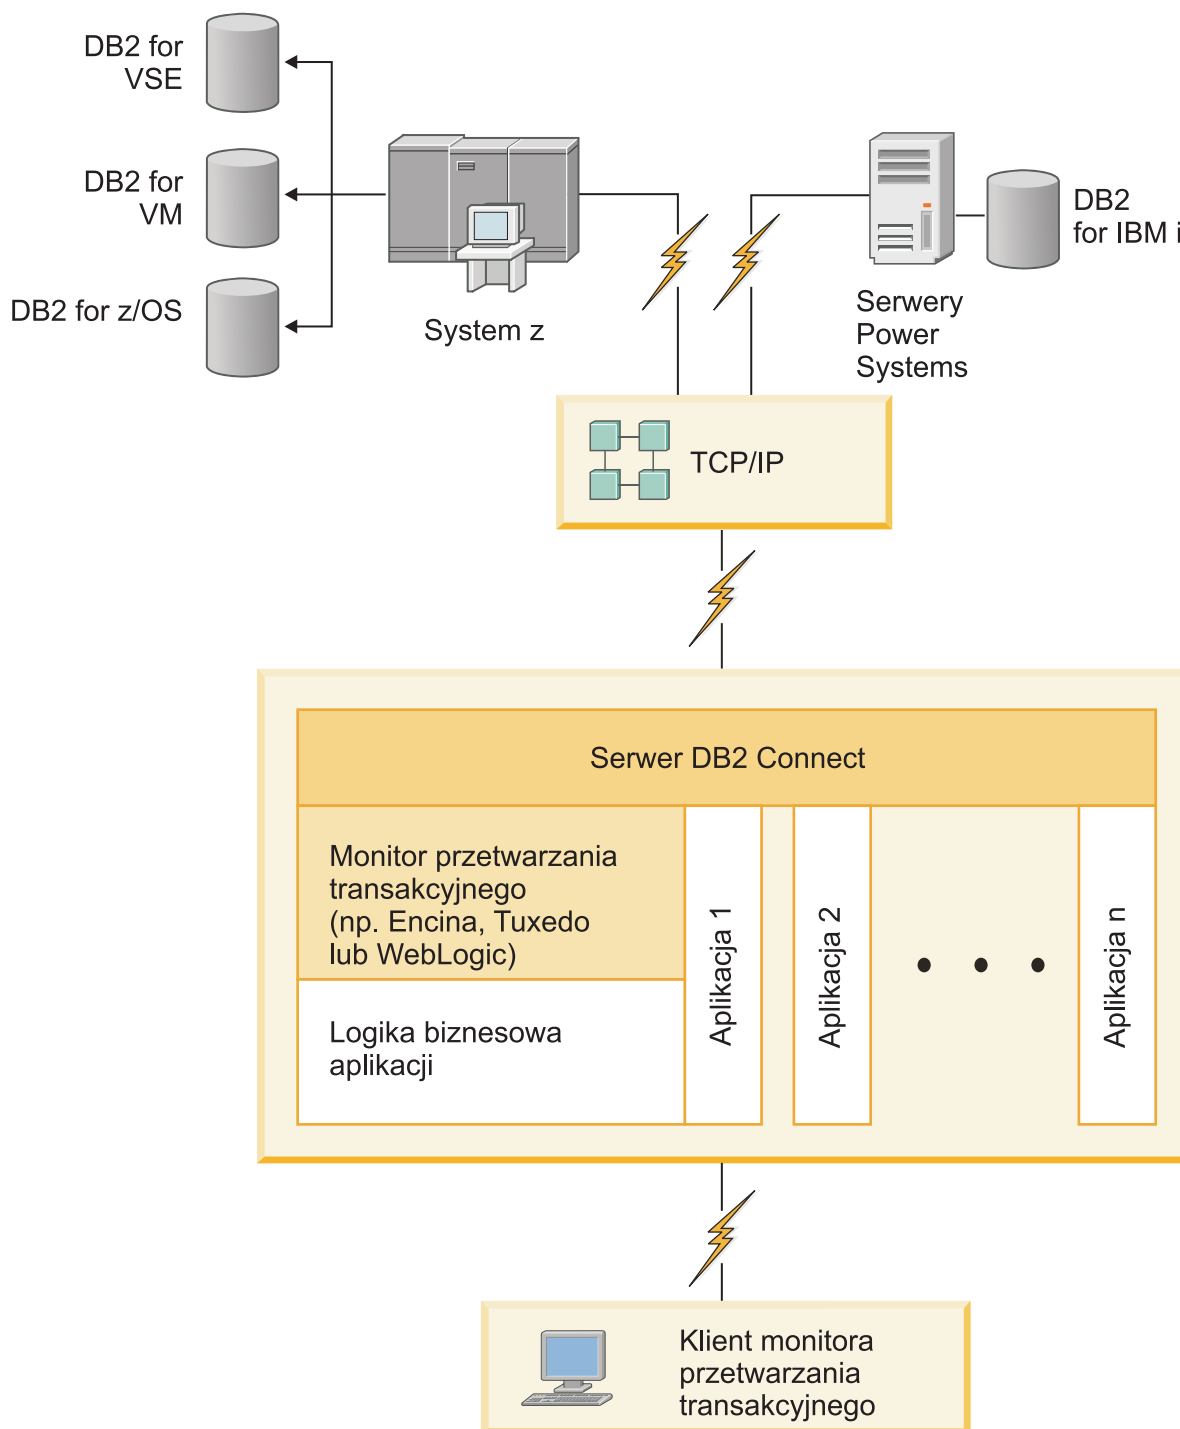 DB2 for
VSE
DB2 for
VM
DB2 for z/OS
System z
DB2
for IBM i
Serwery
Power
Systems
TCP/IP
Serwer DB2 Connect
Monitor przetwarzania
transakcyjnego
(np. Encina, Tuxedo
lub WebLogic)
Logika biznesowa
aplikacji
Aplikacja 1
Aplikacja 2
• • •
Aplikacja n
Klient monitora
przetwarzania
transakcyjnego